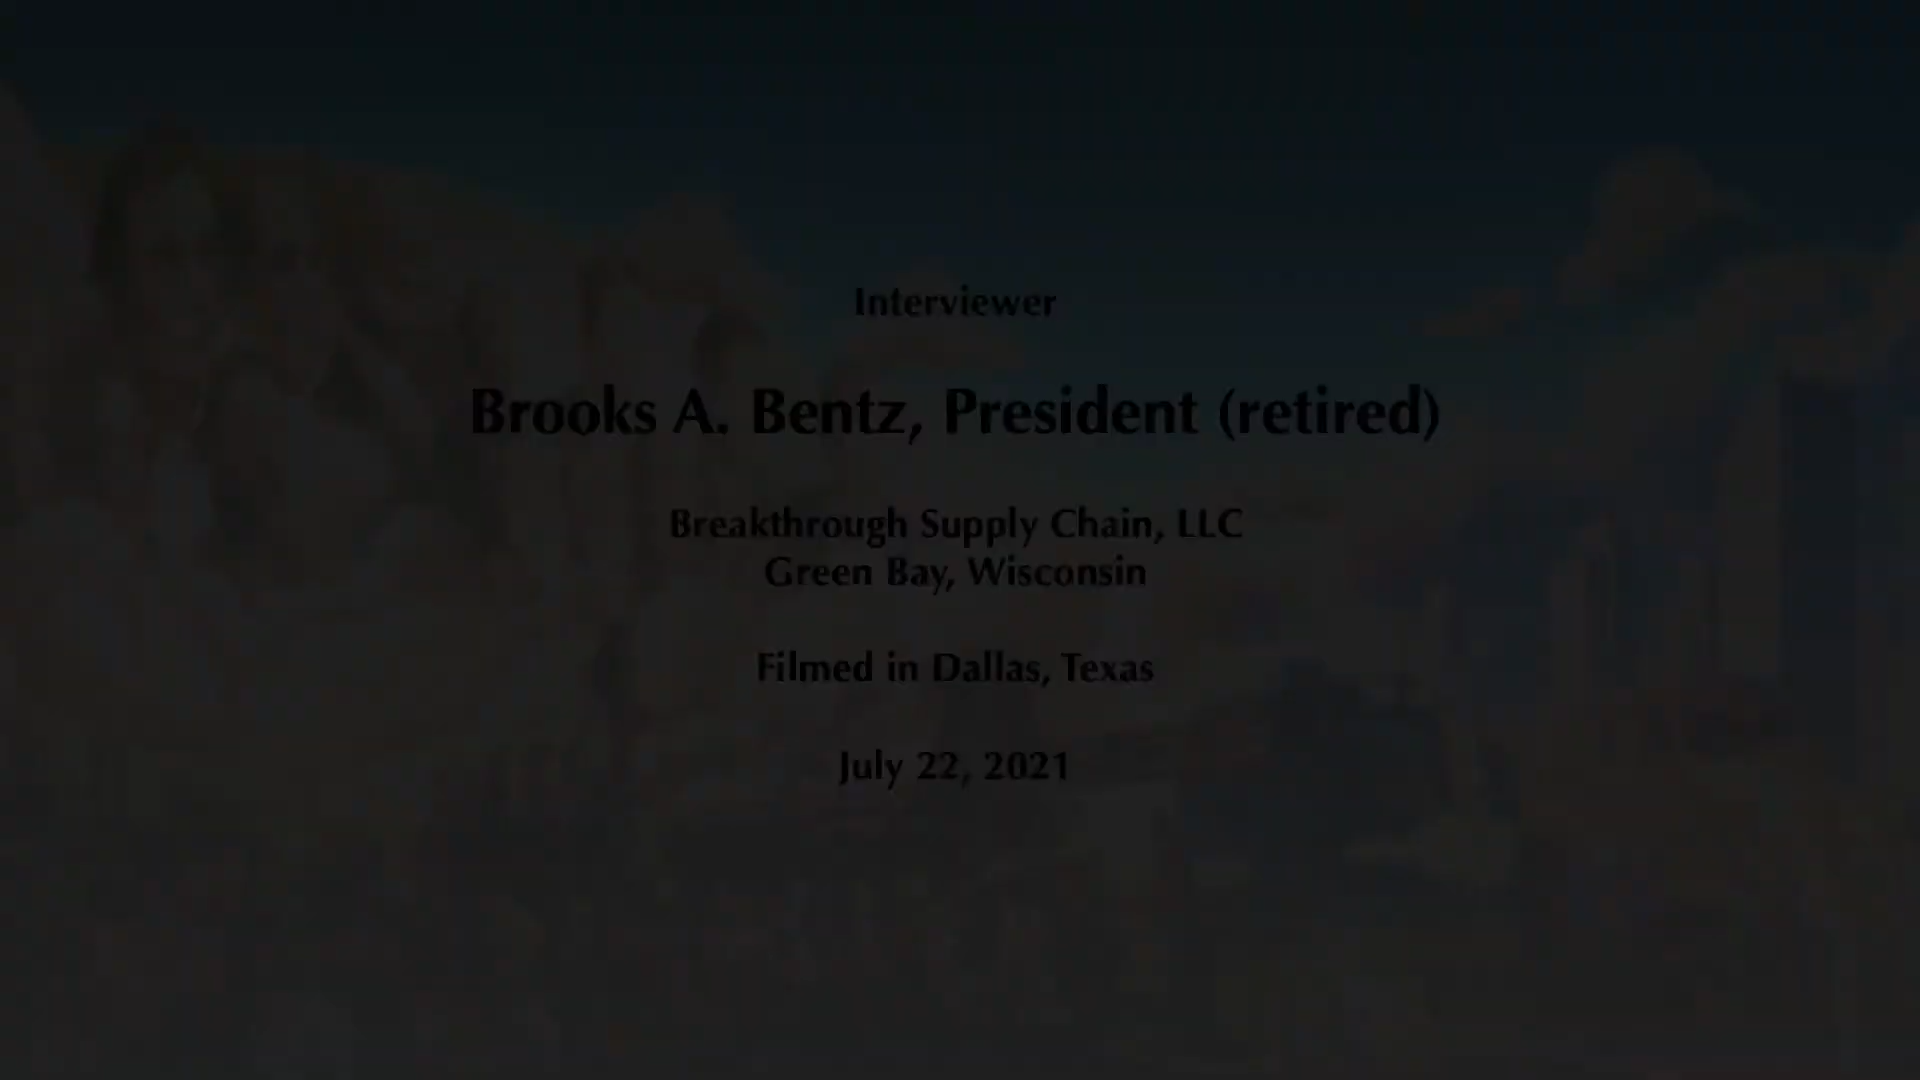 Interviewer
Brooks A. Bentz, President (retired)
Breakthrough Supply Chain, LLC
Green Bay, Wisconsin
Filmed in Dallas, Texas
July 22, 2021